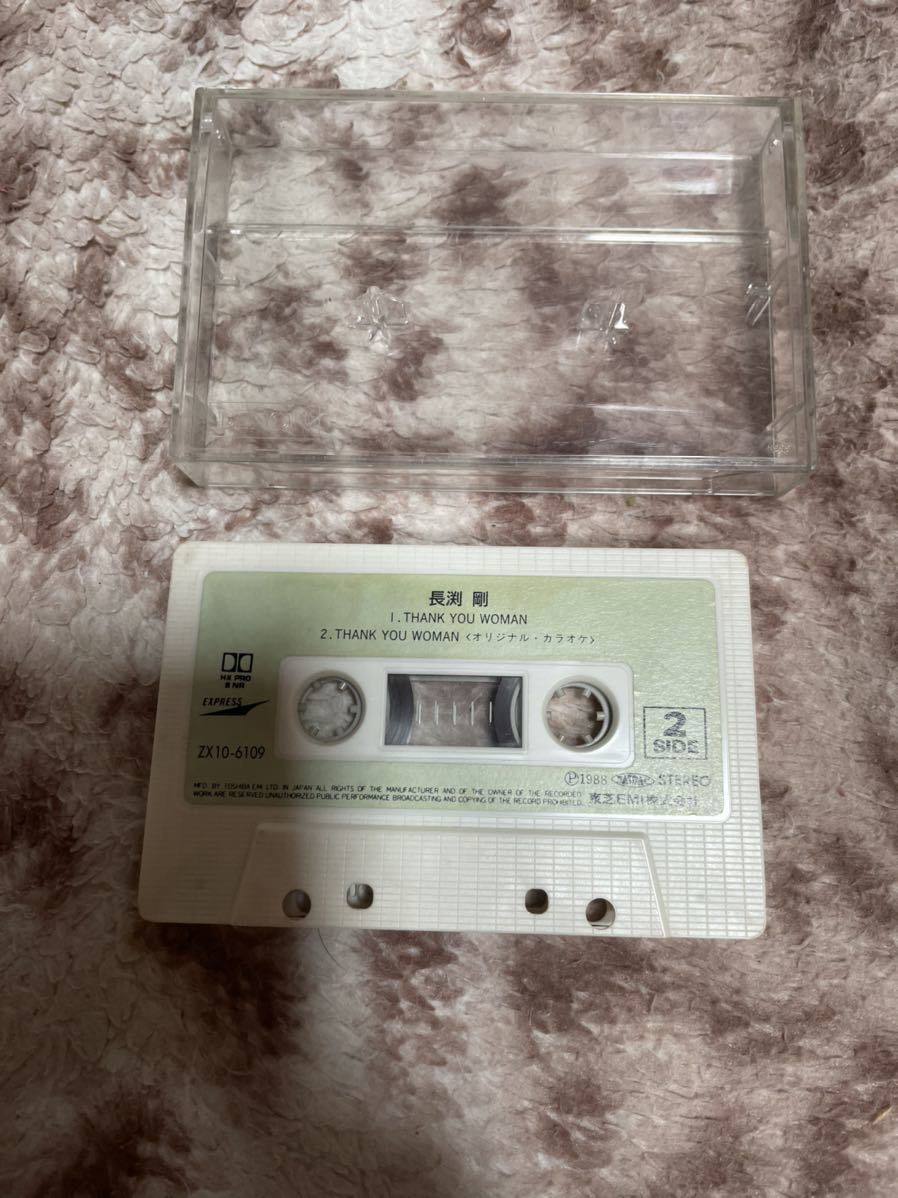 長渕 剛
1. THANK YOU WOMAN
2. THANK YOU WOMAN <オリジナル・カラオケ>
HX PRO
B NR
EXPRESS
ZX10-6109
2
SIDE
Ⓟ1988 STEREO
MFD. BY TOSHIBA EMI LTD. IN JAPAN ALL RIGHTS OF THE MANUFACTURER AND OF THE OWNER OF THE RECORDED
WORK ARE RESERVED UNAUTHORIZED PUBLIC PERFORMANCE BROADCASTING AND COPYING OF THE RECORD PROHIBITED.
東芝EMI株式会社